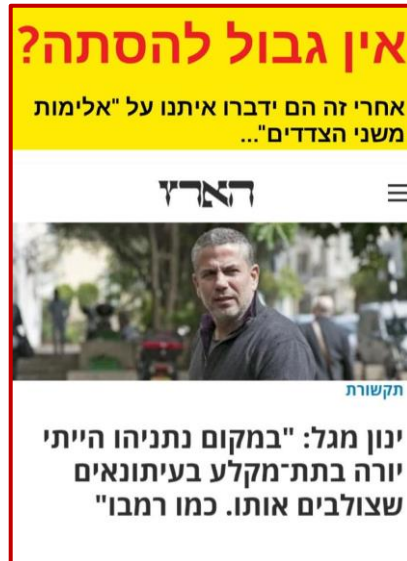 אין גבול להסתה?
אחרי זה הם ידברו איתנו על "אלימות
משני הצדדים"...
הארץ
תקשורת
ינון מגל: "במקום נתניהו הייתי
יורה בתת־מקלע בעיתונאים
שצולבים אותו. כמו רמבו"